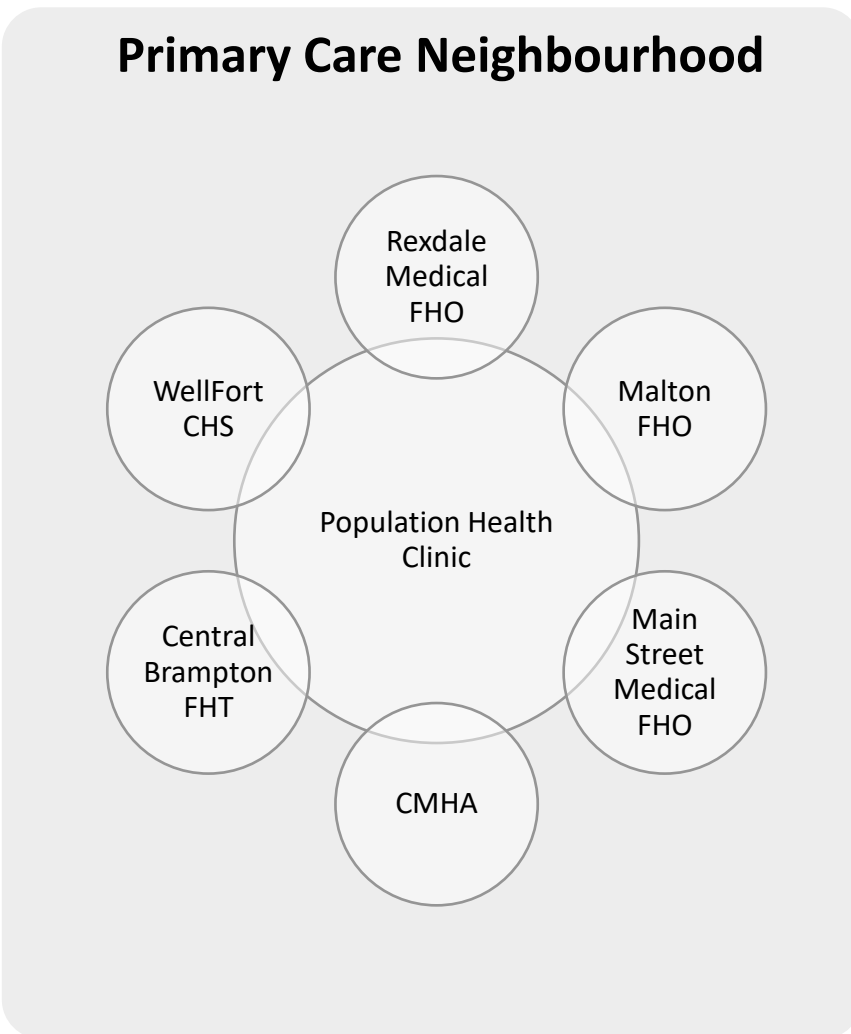 Primary Care Neighbourhood
Rexdale
Medical
FHO
WellFort
CHS
Malton
FHO
Population Health
Clinic
Central
Brampton
FHT
Main
Street
Medical
FHO
CMHA